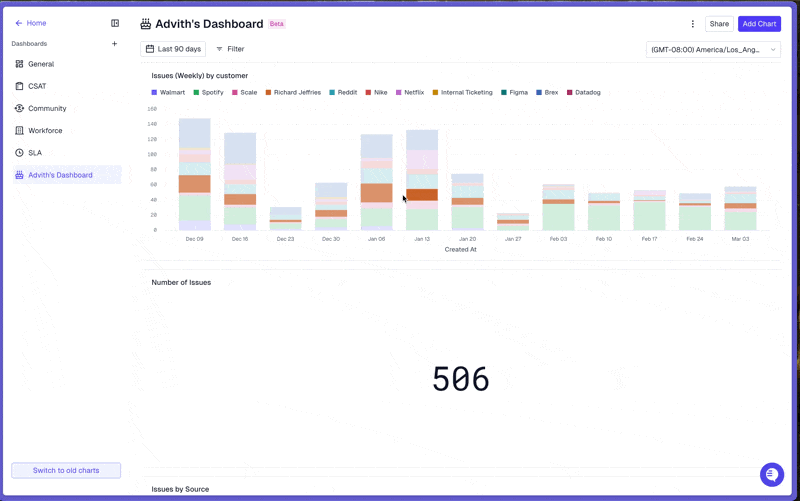 Home
Dashboards
General
CSAT
Community
Workforce
SLA
Advith's Dashboard
Switch to old charts
Advith's Dashboard Beta
Share Add Chart
Last 90 days Filter
(GMT-08:00) America/Los_Ang...
Issues (Weekly) by customer
Walmart Spotify Scale Richard Jeffries Reddit Nike Netflix Internal Ticketing Figma Brex Datadog
160
140
120
100
80
60
40
20
0
Dec 09 Dec 16 Dec 23 Dec 30 Jan 06 Jan 13 Jan 20 Jan 27 Feb 03 Feb 10 Feb 17 Feb 24 Mar 03
Created At
Number of Issues
506
Issues by Source